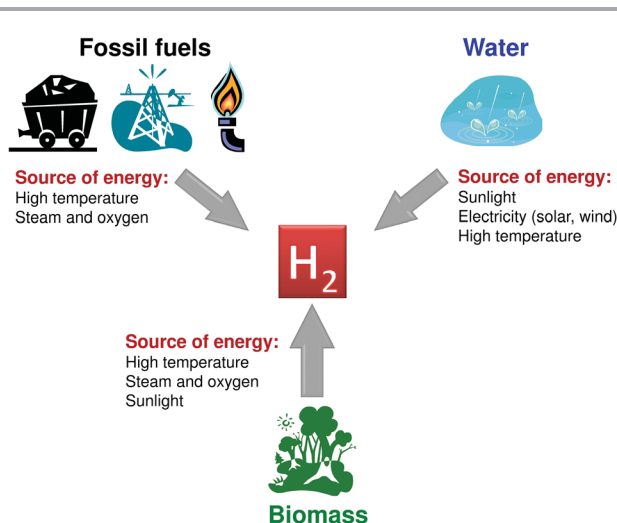 Fossil fuels
Source of energy:
High temperature
Steam and oxygen
Water
Source of energy:
Sunlight
Electricity (solar, wind)
High temperature
H2
Source of energy:
High temperature
Steam and oxygen
Sunlight
Biomass